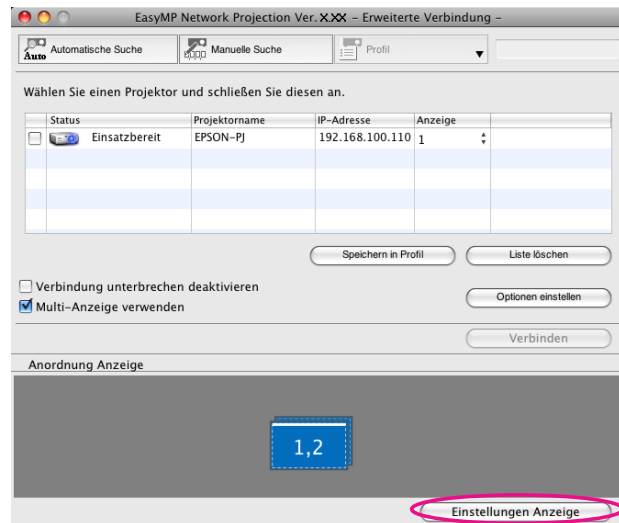 EasyMP Network Projection Ver. X.XX – Erweiterte Verbindung –
Auto Automatische Suche Manuelle Suche Profil
Wählen Sie einen Projektor und schließen Sie diesen an.
Status Projektorname IP-Adresse Anzeige
Einsatzbereit EPSON-PJ 192.168.100.110 1
Speichern in Profil Liste löschen
Verbindung unterbrechen deaktivieren
Optionen einstellen
Multi-Anzeige verwenden
Verbinden
Anordnung Anzeige
1,2
Einstellungen Anzeige